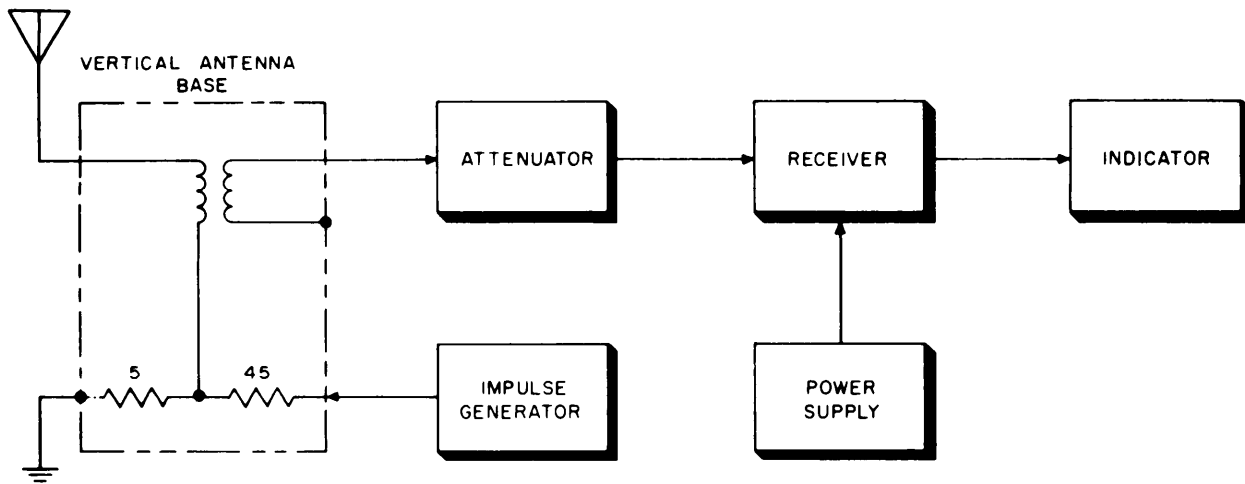 VERTICAL ANTENNA
BASE
ATTENUATOR
RECEIVER
INDICATOR
5
45
IMPULSE
GENERATOR
POWER
SUPPLY